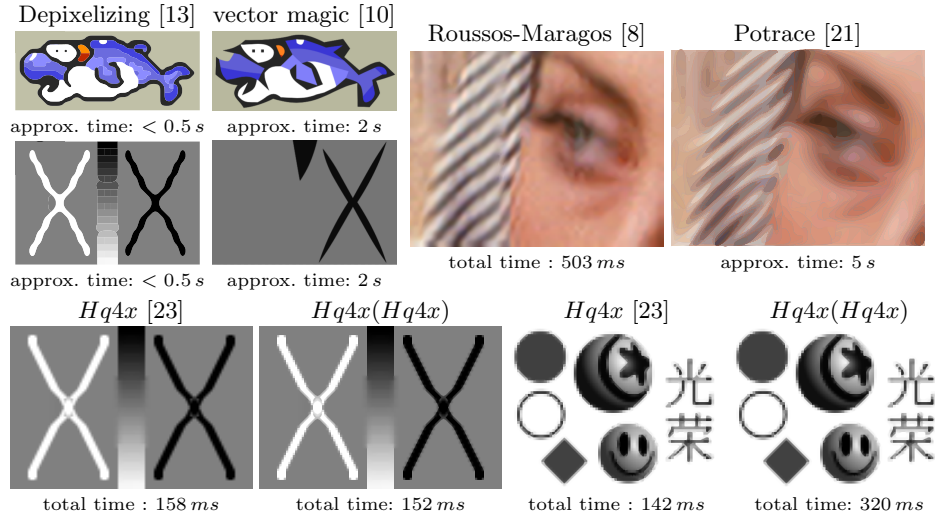 Depixelizing [13]
vector magic [10]
Roussos-Maragos [8]
Potrace [21]
approx. time: < 0.5 s
approx. time: 2 s
approx. time: < 0.5 s
approx. time: 2 s
total time : 503 ms
approx. time: 5 s
Hq4x [23]
Hq4x(Hq4x)
Hq4x [23]
Hq4x(Hq4x)
光
栄
光
栄
total time : 158 ms
total time : 152 ms
total time : 142 ms
total time: 320 ms